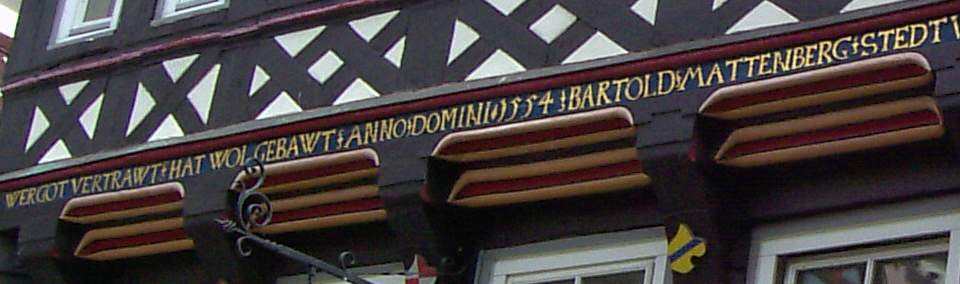 WER GOT VERTRAWT HAT WOL GEBAWT ANNO DOMINI 1554 BARTOLD MATTENBERG STEDT